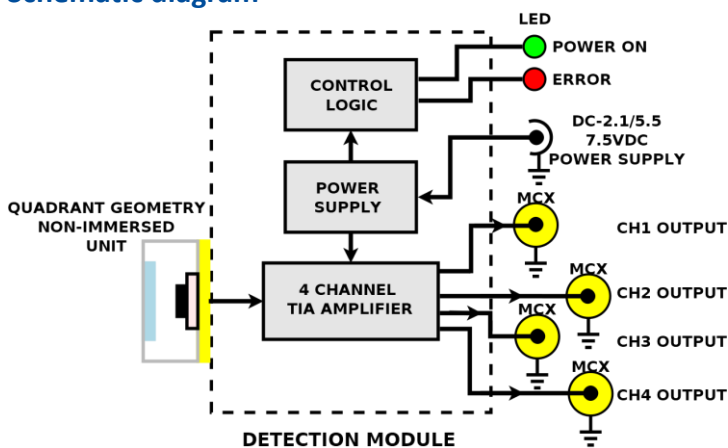 Schematic diagram
LED
POWER ON
ERROR
CONTROL
LOGIC
DC-2.1/5.5
7.5VDC
POWER SUPPLY
POWER
SUPPLY
QUADRANT GEOMETRY
NON-IMMERSED
UNIT
MCX
CH1 OUTPUT
4 CHANNEL
TIA AMPLIFIER
MCX
CH2 OUTPUT
MCX
CH3 OUTPUT
MCX
CH4 OUTPUT
DETECTION MODULE